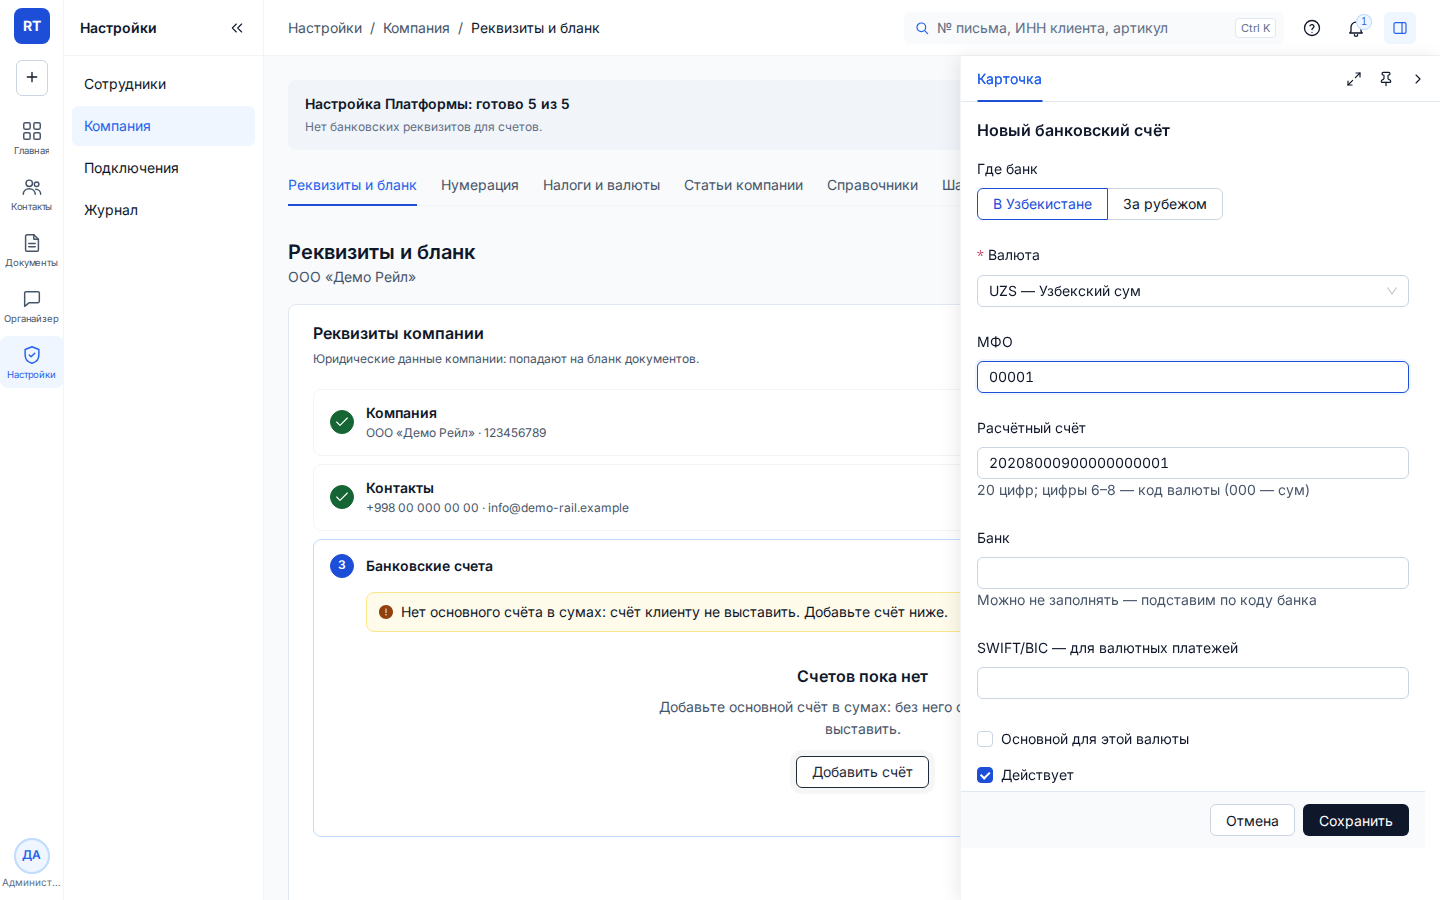 RT
Главная
Контакты
Документы
Органайзер
Настройки
ДА
Админист...
Настройки
Сотрудники
Компания
Подключения
Журнал
Настройки / Компания / Реквизиты и бланк
№ письма, ИНН клиента, артикул
Ctrl K
1
Настройка Платформы: готово 5 из 5
Нет банковских реквизитов для счетов.
Реквизиты и бланк
Нумерация
Налоги и валюты
Статьи компании
Справочники
Реквизиты и бланк
ООО «Демо Рейл»
Реквизиты компании
Юридические данные компании: попадают на бланк документов.
Компания
ООО «Демо Рейл» · 123456789
Контакты
+998 00 000 00 00 · info@demo-rail.example
3
Банковские счета
Нет основного счёта в сумах: счёт клиенту не выставить. Добавьте счёт ниже.
Счетов пока нет
Добавьте основной счёт в сумах: без него
выставить.
Добавить счёт
Карточка
Новый банковский счёт
Где банк
В Узбекистане
За рубежом
* Валюта
UZS — Узбекский сум
МФО
00001
Расчётный счёт
20208000900000000001
20 цифр; цифры 6–8 — код валюты (000 — сум)
Банк
Можно не заполнять — подставим по коду банка
SWIFT/BIC — для валютных платежей
Основной для этой валюты
Действует
Отмена
Сохранить